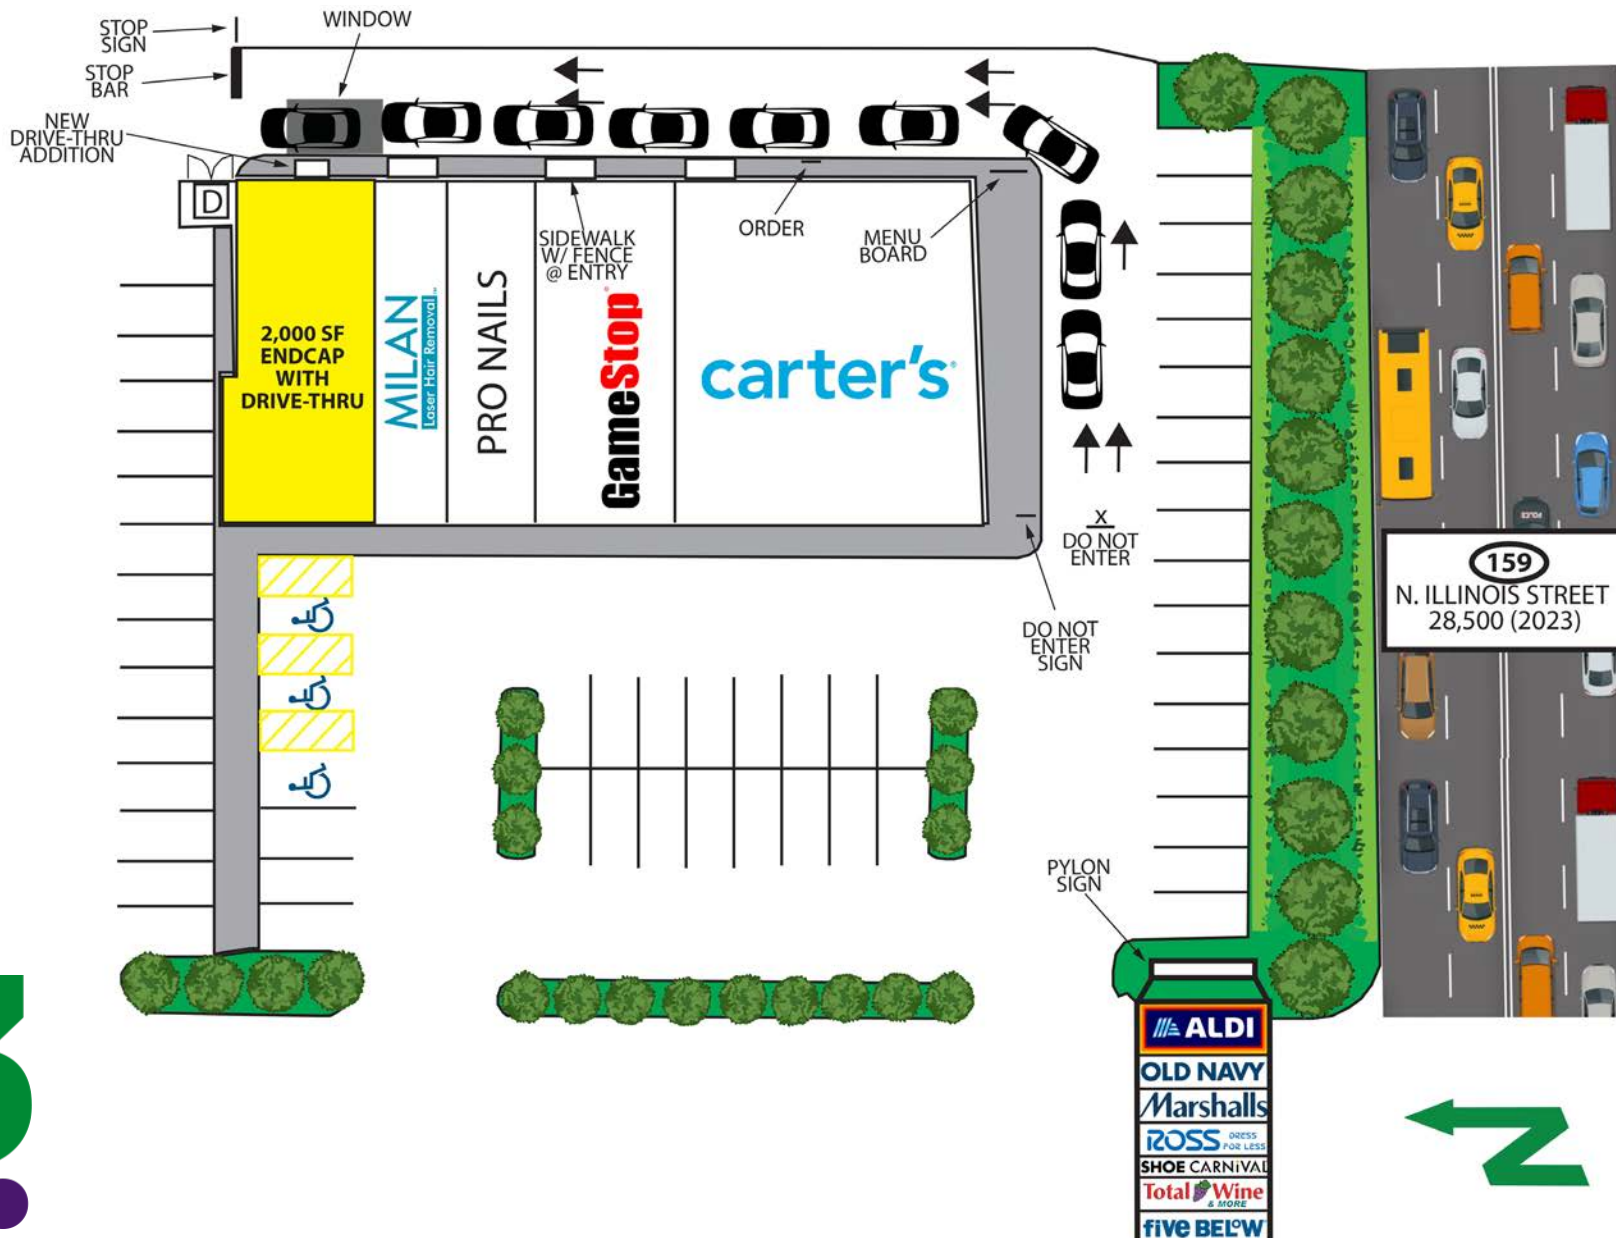 STOP
SIGN
WINDOW
STOP
BAR
NEW
DRIVE-THRU
ADDITION
D
ORDER
MENU
BOARD
SIDEWALK
W/ FENCE
@ ENTRY
2,000 SF
ENDCAP
WITH
DRIVE-THRU
MILAN
Laser Hair Removal
PRO NAILS
GameStop
carter's
X
DO NOT
ENTER
DO NOT
ENTER
SIGN
POLICE
159
N. ILLINOIS STREET
28,500 (2023)
PYLON
SIGN
ALDI
OLD NAVY
Marshalls
ROSS DRESS
FOR LESS
SHOE CARNIVAL
Total Wine
& MORE
five BELOW
N